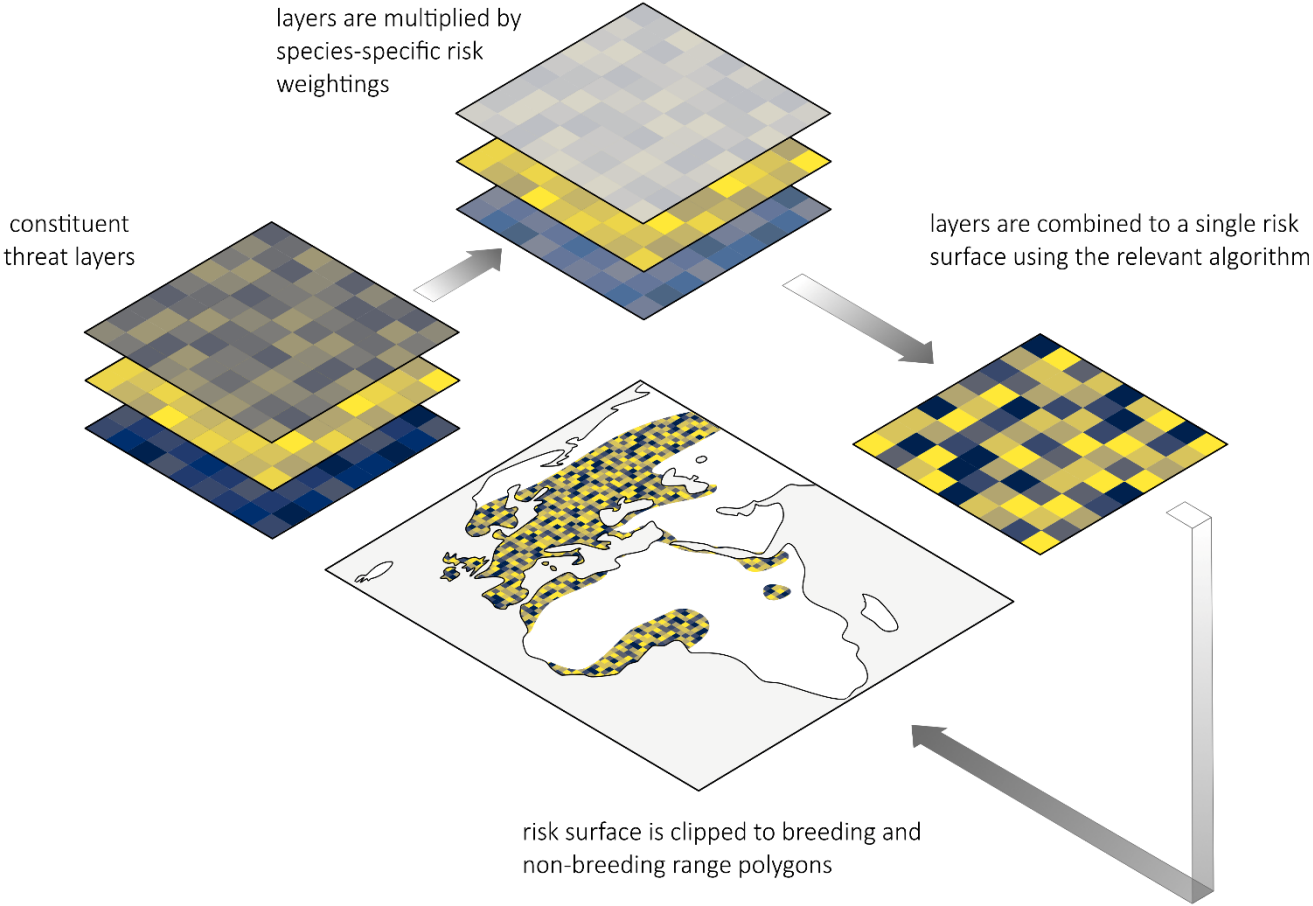 layers are multiplied by
species-specific risk
weightings
constituent
threat layers
layers are combined to a single risk
surface using the relevant algorithm
risk surface is clipped to breeding and
non-breeding range polygons